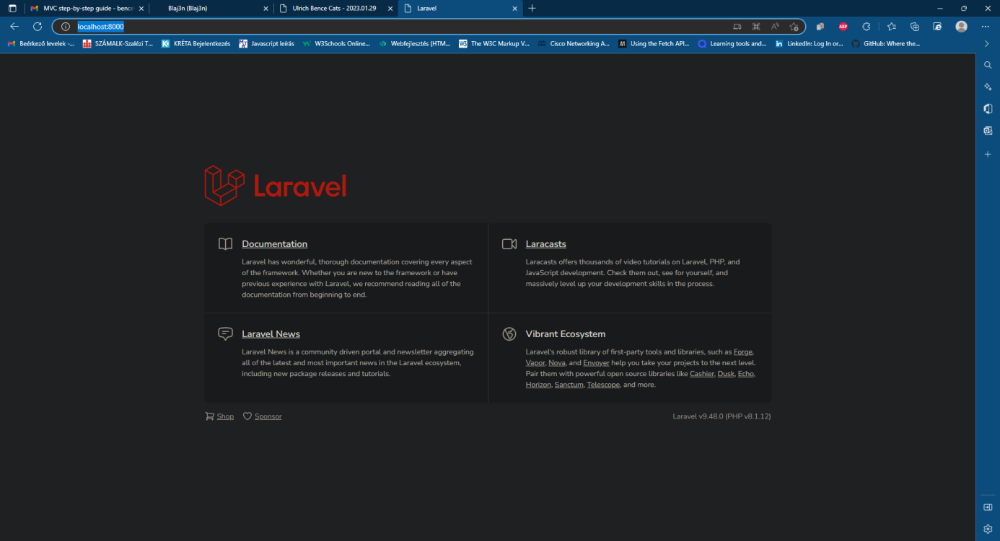 MVC step-by-step guide - bence
Blaj3n (Blaj3n)
Ulrich Bence Cats - 2023.01.29
Laravel
localhost:8000
Beérkező levelek -...
SZÁMALK-Szalézi T...
KRÉTA Bejelentkezés
Javascript leírás
W3Schools Online...
Webfejlesztés (HTM...
The W3C Markup V...
Cisco Networking A...
Using the Fetch API...
Learning tools and...
LinkedIn: Log In or...
GitHub: Where the...
Laravel
Documentation
Laravel has wonderful, thorough documentation covering every aspect
of the framework. Whether you are new to the framework or have
previous experience with Laravel, we recommend reading all of the
documentation from beginning to end.
Laracasts
Laracasts offers thousands of video tutorials on Laravel, PHP, and
JavaScript development. Check them out, see for yourself, and
massively level up your development skills in the process.
Laravel News
Laravel News is a community driven portal and newsletter aggregating
all of the latest and most important news in the Laravel ecosystem,
including new package releases and tutorials.
Vibrant Ecosystem
Laravel's robust library of first-party tools and libraries, such as Forge,
Vapor, Nova, and Envoyer help you take your projects to the next level.
Pair them with powerful open source libraries like Cashier, Dusk, Echo,
Horizon, Sanctum, Telescope, and more.
Shop
Sponsor
Laravel v9.48.0 (PHP v8.1.12)